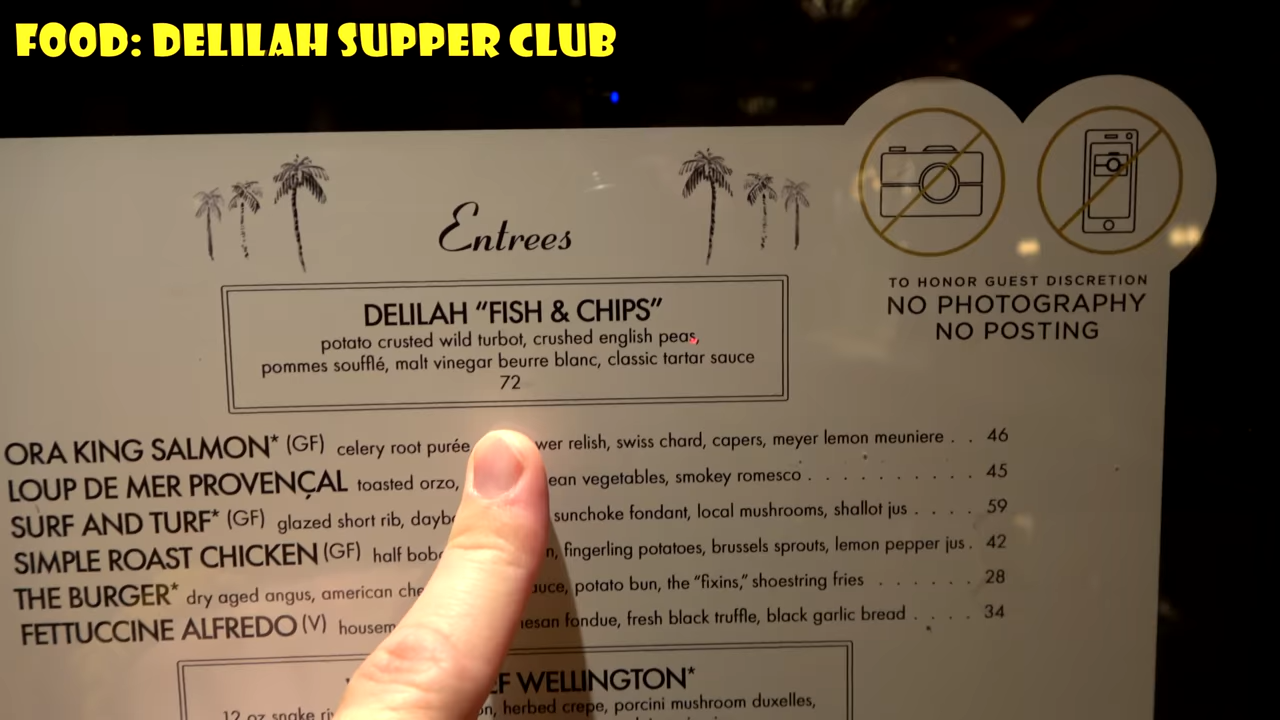 FOOD: DELILAH SUPPER CLUB
Entrees
TO HONOR GUEST DISCRETION
NO PHOTOGRAPHY
NO POSTING
DELILAH “FISH & CHIPS”
potato crusted wild turbot, crushed english peas,
pommes soufflé, malt vinegar beurre blanc, classic tartar sauce
72
ORA KING SALMON* (GF) celery root purée relish, swiss chard, capers, meyer lemon meuniere . . 46
LOUP DE MER PROVENÇAL toasted orzo, vegetables, smokey romesco . . . . . . . . . . 45
SURF AND TURF* (GF) glazed short rib, sunchoke fondant, local mushrooms, shallot jus . . . . 59
SIMPLE ROAST CHICKEN (GF) half fingerling potatoes, brussels sprouts, lemon pepper jus . 42
THE BURGER* dry aged angus, american potato bun, the “fixins,” shoestring fries . . . . . . . 28
FETTUCCINE ALFREDO (V) fondue, fresh black truffle, black garlic bread . . . . 34
WELLINGTON*
12 oz snake herbed crepe, porcini mushroom duxelles,